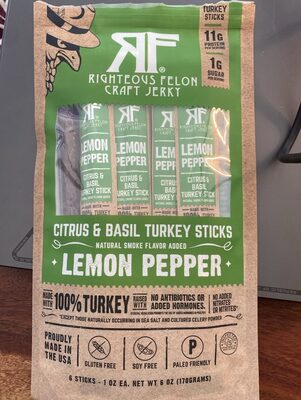 TURKEY
STICKS
11G
PROTEIN
PER SERVING
1G
SUGAR
PER SERVING
RF®
RIGHTEOUS FELON
CRAFT JERKY
RF RF RF RF
LEMON PEPPER CITRUS & BASIL TURKEY STICK
LEMON PEPPER CITRUS & BASIL TURKEY STICK
LEMON PEPPER CITRUS & BASIL TURKEY STICK
LEMON PEPPER CITRUS & BASIL TURKEY STICK
CITRUS & BASIL TURKEY STICKS
NATURAL SMOKE FLAVOR ADDED
LEMON PEPPER
MADE WITH 100% TURKEY RAISED WITH NO ANTIBIOTICS OR ADDED HORMONES. NO ADDED NITRATES OR NITRITES*
*EXCEPT THOSE NATURALLY OCCURRING IN SEA SALT AND CULTURED CELERY POWDER.
PROUDLY
MADE IN
THE USA
GLUTEN FREE
SOY FREE
P
PALEO FRIENDLY
6 STICKS - 1 OZ EA. NET WT 6 OZ (170GRAMS)